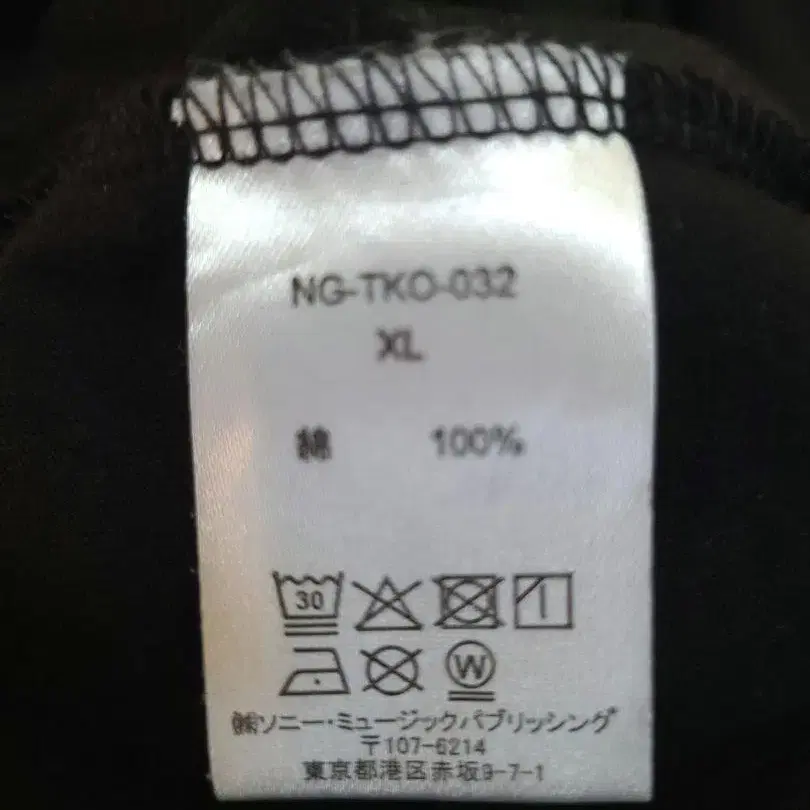 NG-TKO-032
XL
綿 100%
30
W
㈱ソニー・ミュージックパブリッシング
〒107-6214
東京都港区赤坂9-7-1